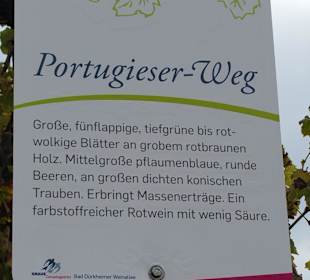 Portugieser-Weg
Große, fünflappige, tiefgrüne bis rot-
wolkige Blätter an grobem rotbraunen
Holz. Mittelgroße pflaumenblaue, runde
Beeren, an großen dichten konischen
Trauben. Erbringt Massenerträge. Ein
farbstoffreicher Rotwein mit wenig Säure.
Bad Dürkheimer Weinallee